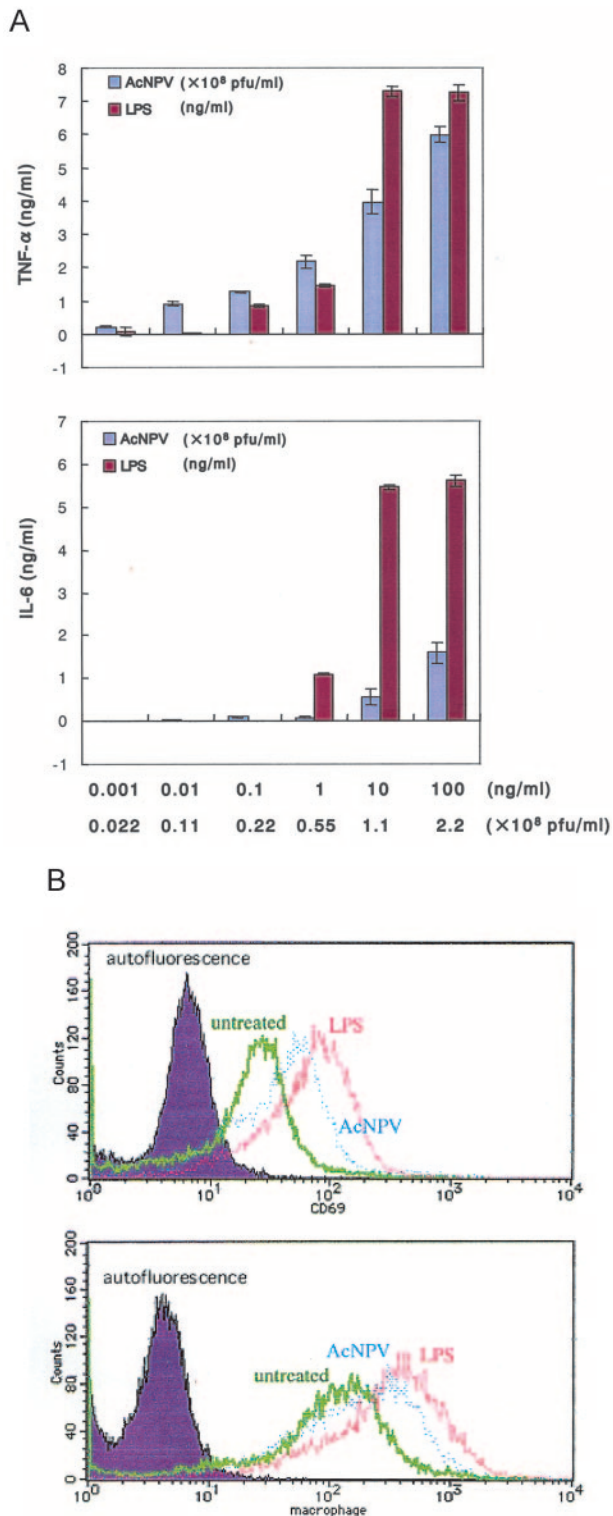 A
8
7
6
5
4
3
2
1
0
-1
TNF-α (ng/ml)
AcNPV (×10⁸ pfu/ml)
LPS (ng/ml)
7
6
5
4
3
2
1
0
-1
IL-6 (ng/ml)
AcNPV (×10⁸ pfu/ml)
LPS (ng/ml)
0.001 0.01 0.1 1 10 100 (ng/ml)
0.022 0.11 0.22 0.55 1.1 2.2 (×10⁸ pfu/ml)
B
200
160
120
80
40
0
Counts
autofluorescence
untreated
LPS
AcNPV
10⁰ 10¹ 10² 10³ 10⁴
CD69
200
160
120
80
40
0
Counts
autofluorescence
untreated
AcNPV
LPS
10⁰ 10¹ 10² 10³ 10⁴
macrophage